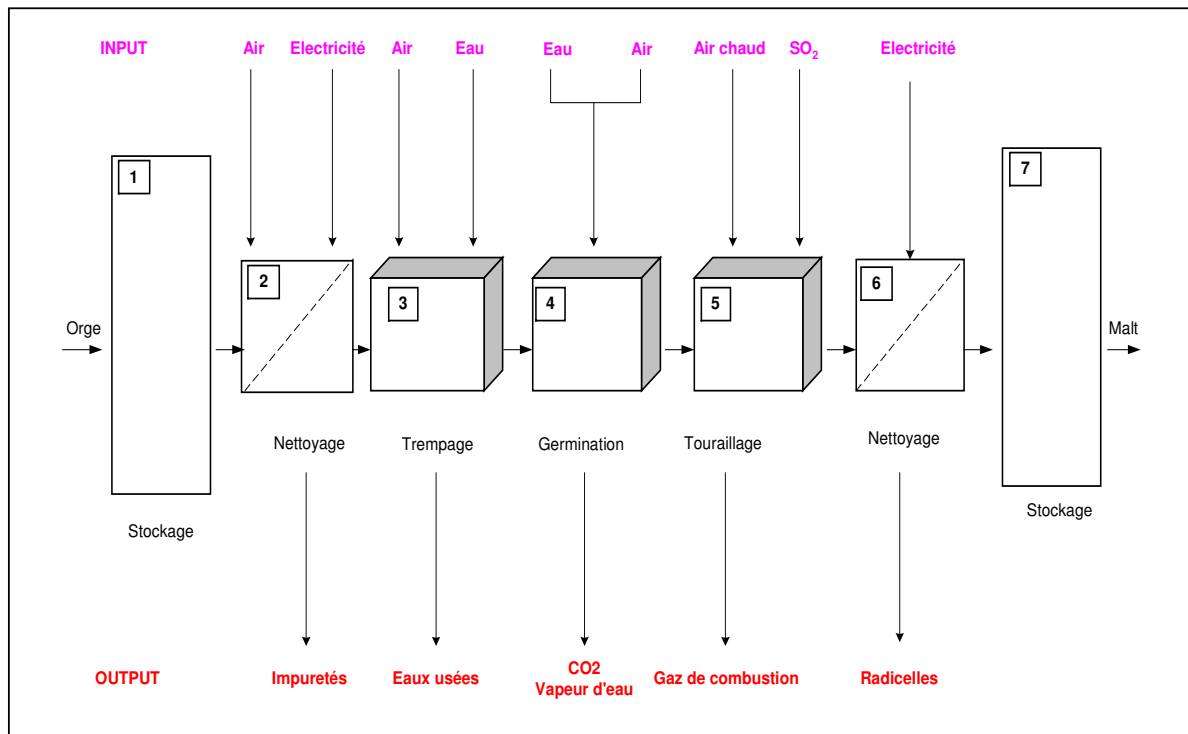 INPUT Air Electricité Air Eau Eau Air Air chaud SO₂ Electricité
1
7
2
3
4
5
6
Orge
Malt
Nettoyage Trempage Germination Touraillage Nettoyage
Stockage
Stockage
OUTPUT Impuretés Eaux usées CO2 Gaz de combustion Radicelles
Vapeur d'eau